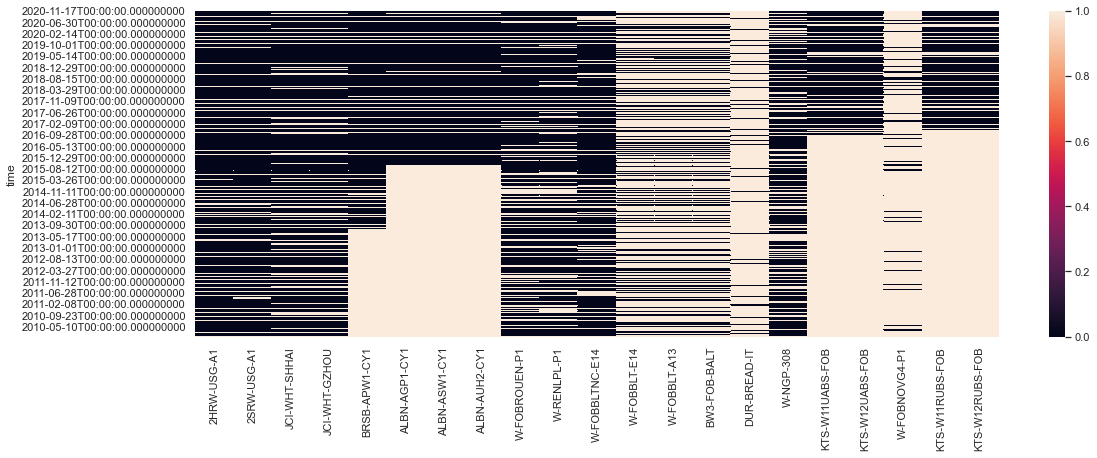 time
2020-11-17T00:00:00.000000000
2020-06-30T00:00:00.000000000
2020-02-14T00:00:00.000000000
2019-10-01T00:00:00.000000000
2019-05-14T00:00:00.000000000
2018-12-29T00:00:00.000000000
2018-08-15T00:00:00.000000000
2018-03-29T00:00:00.000000000
2017-11-09T00:00:00.000000000
2017-06-26T00:00:00.000000000
2017-02-09T00:00:00.000000000
2016-09-28T00:00:00.000000000
2016-05-13T00:00:00.000000000
2015-12-29T00:00:00.000000000
2015-08-12T00:00:00.000000000
2015-03-26T00:00:00.000000000
2014-11-11T00:00:00.000000000
2014-06-28T00:00:00.000000000
2014-02-11T00:00:00.000000000
2013-09-30T00:00:00.000000000
2013-05-17T00:00:00.000000000
2013-01-01T00:00:00.000000000
2012-08-13T00:00:00.000000000
2012-03-27T00:00:00.000000000
2011-11-12T00:00:00.000000000
2011-06-28T00:00:00.000000000
2011-02-08T00:00:00.000000000
2010-09-23T00:00:00.000000000
2010-05-10T00:00:00.000000000
2HRW-USG-A1
2SRW-USG-A1
JCI-WHT-SHHAI
JCI-WHT-GZHOU
BRSB-APW1-CY1
ALBN-AGP1-CY1
ALBN-ASW1-CY1
ALBN-AUH2-CY1
W-FOBROUEN-P1
W-RENLPL-P1
W-FOBBLTNC-E14
W-FOBBLT-E14
W-FOBBLT-A13
BW3-FOB-BALT
DUR-BREAD-IT
W-NGP-308
KTS-W11UABS-FOB
KTS-W12UABS-FOB
W-FOBNOVG4-P1
KTS-W11RUBS-FOB
KTS-W12RUBS-FOB
1.0
0.8
0.6
0.4
0.2
0.0